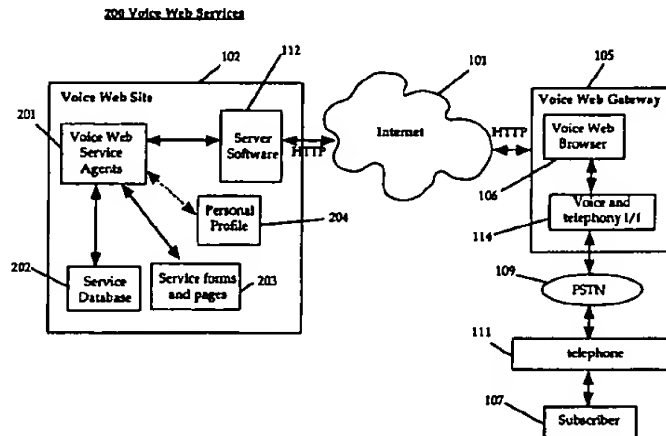 200 Voice Web Services
102
112
101
105
Voice Web Site
201
Voice Web
Service
Agents
Server
Software
HTTP
Internet
HTTP
Voice Web Gateway
Voice Web
Browser
106
Personal
Profile
204
114
Voice and
telephony I/f
202
Service
Database
Service forms
and pages
203
109
PSTN
111
telephone
107
Subscriber